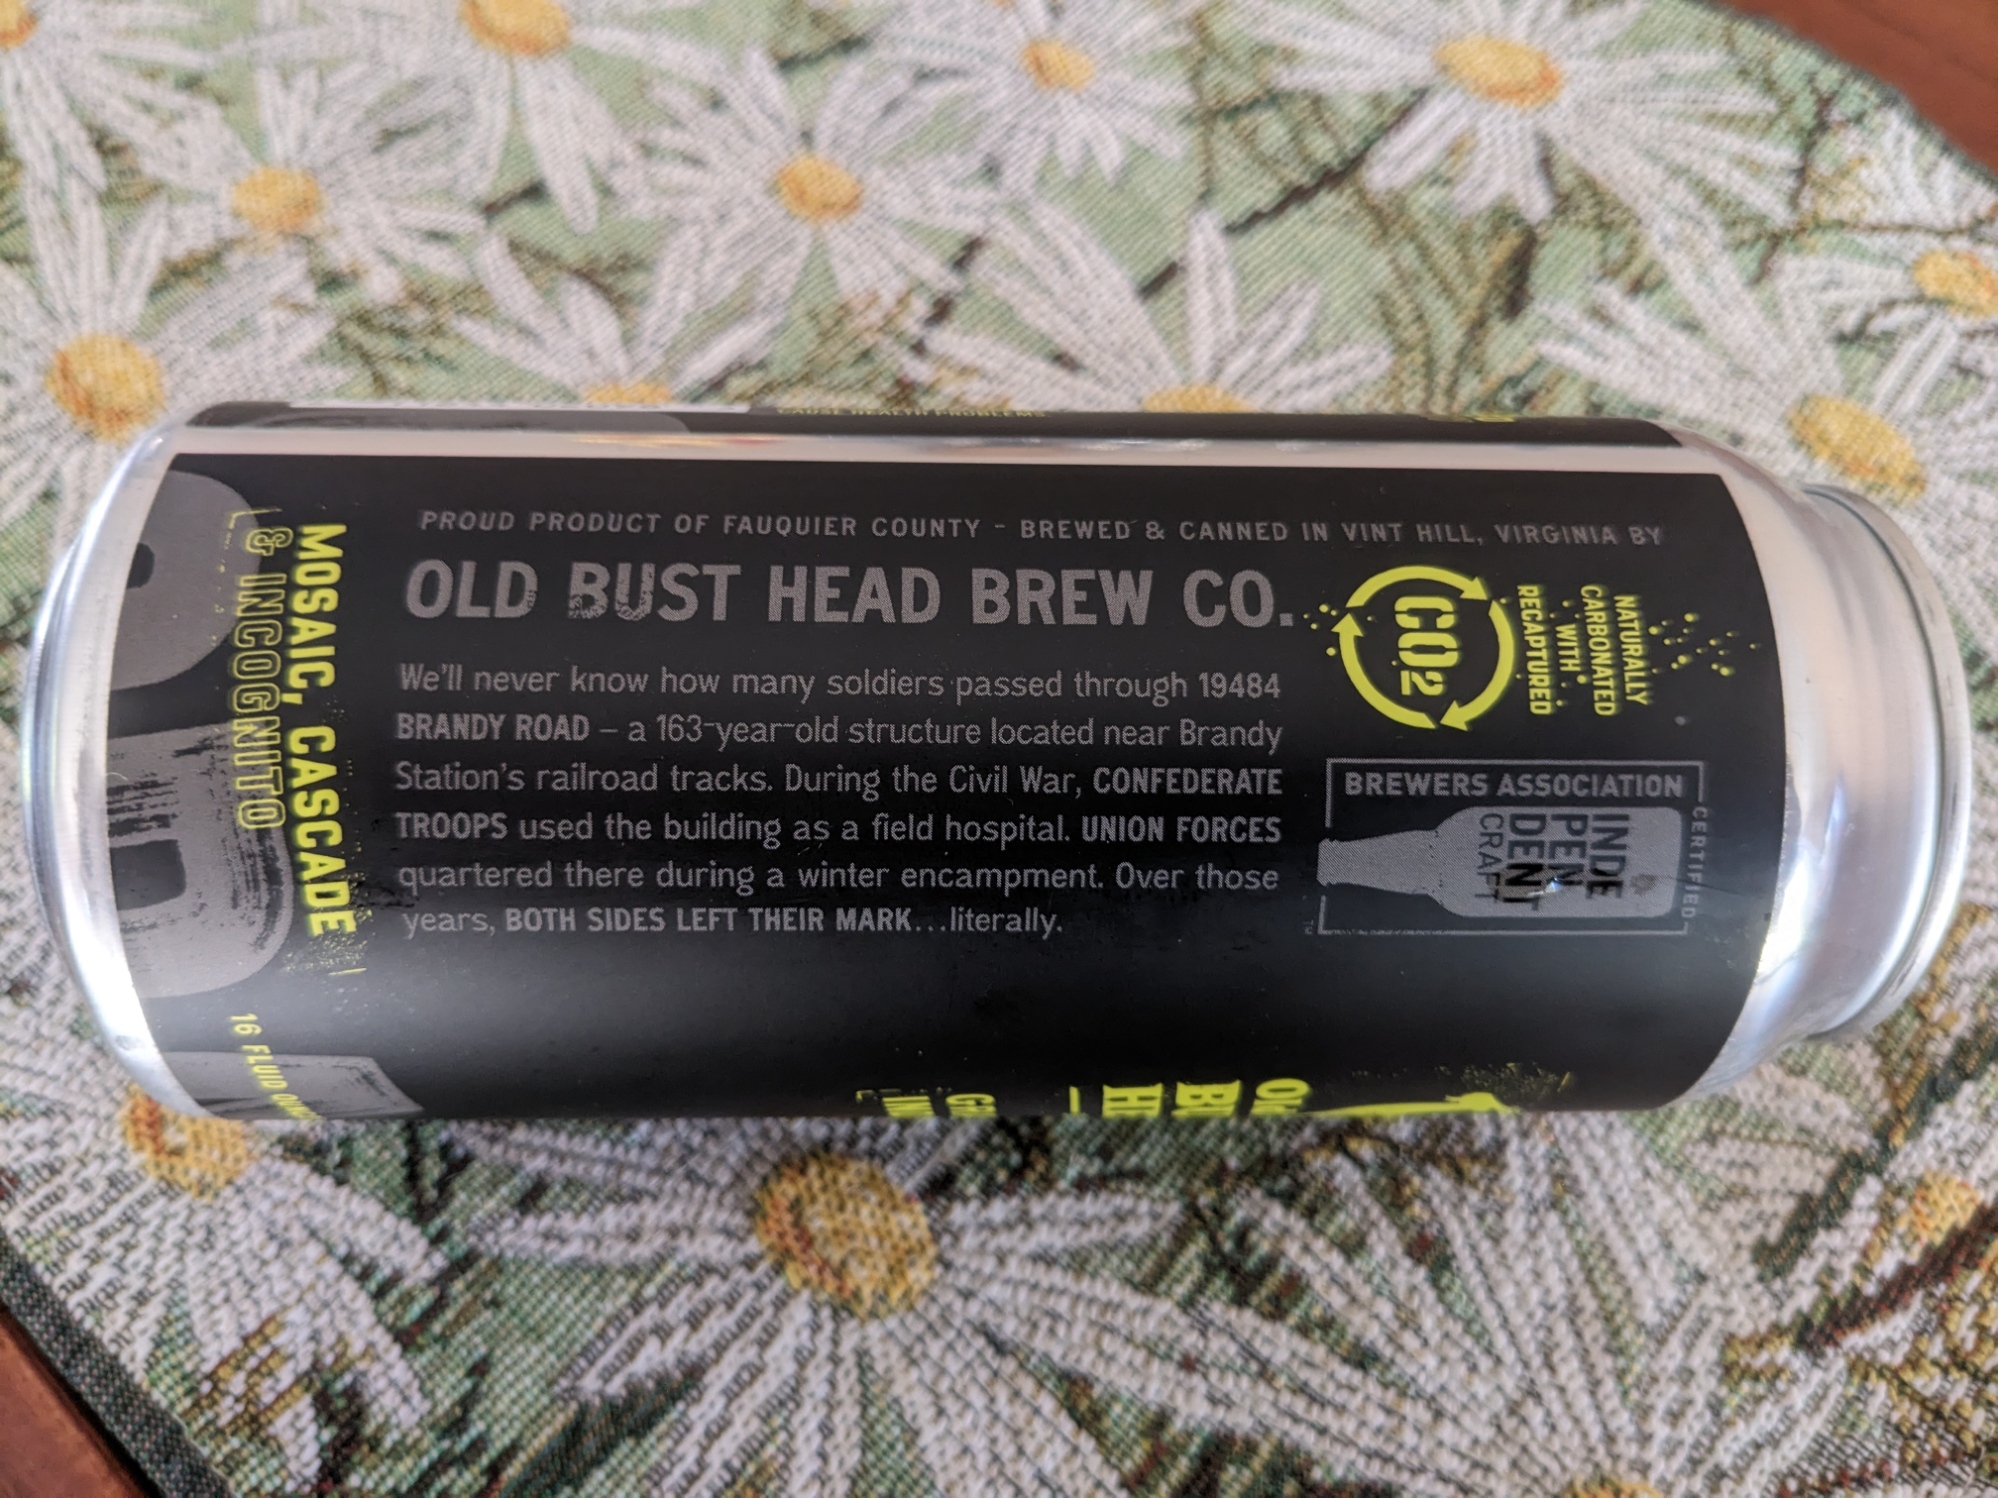 CAUSE HEALTH PROBLEMS
PROUD PRODUCT OF FAUQUIER COUNTY - BREWED & CANNED IN VINT HILL, VIRGINIA BY
OLD BUST HEAD BREW CO.
We'll never know how many soldiers passed through 19484
BRANDY ROAD – a 163-year-old structure located near Brandy
Station's railroad tracks. During the Civil War, CONFEDERATE
TROOPS used the building as a field hospital. UNION FORCES
quartered there during a winter encampment. Over those
years, BOTH SIDES LEFT THEIR MARK...literally.
CO2
NATURALLY
CARBONATED
WITH
RECAPTURED
BREWERS ASSOCIATION
CERTIFIED
INDE
PEN
DENT
CRAFT
TM
MOSAIC, CASCADE
& INCOGNITO
16 FLUID